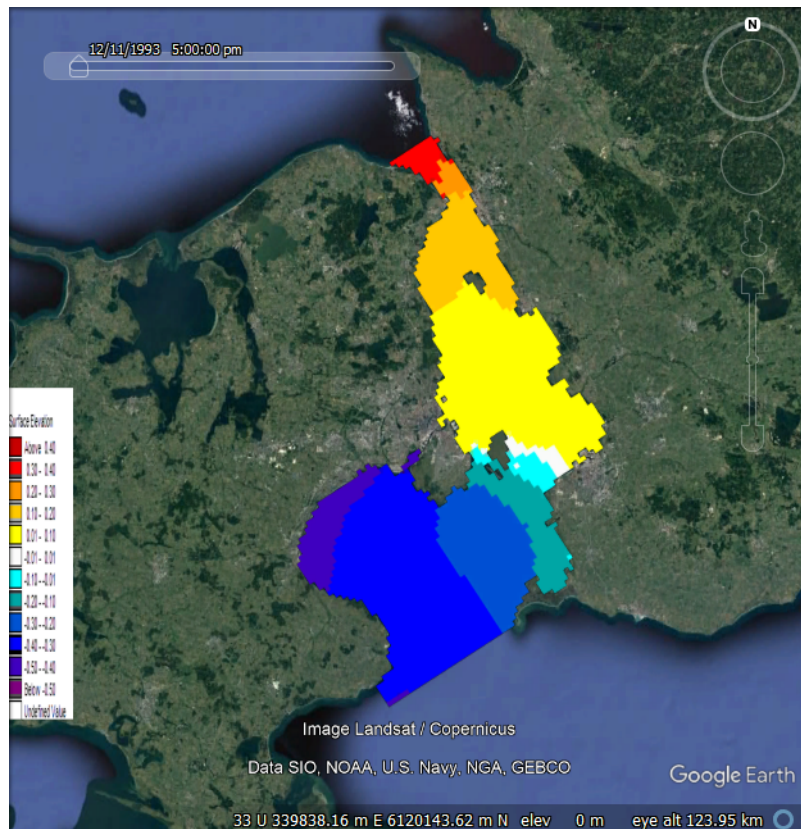 12/11/1993 5:00:00 pm
N
Surface Elevation
Above 0.40
0.30 - 0.40
0.20 - 0.30
0.10 - 0.20
0.01 - 0.10
-0.01 - 0.01
-0.10 - -0.01
-0.20 - -0.10
-0.30 - -0.20
-0.40 - -0.30
-0.50 - -0.40
Below -0.50
Undefined Value
Image Landsat / Copernicus
Data SIO, NOAA, U.S. Navy, NGA, GEBCO
Google Earth
33 U 339838.16 m E 6120143.62 m N elev 0 m eye alt 123.95 km